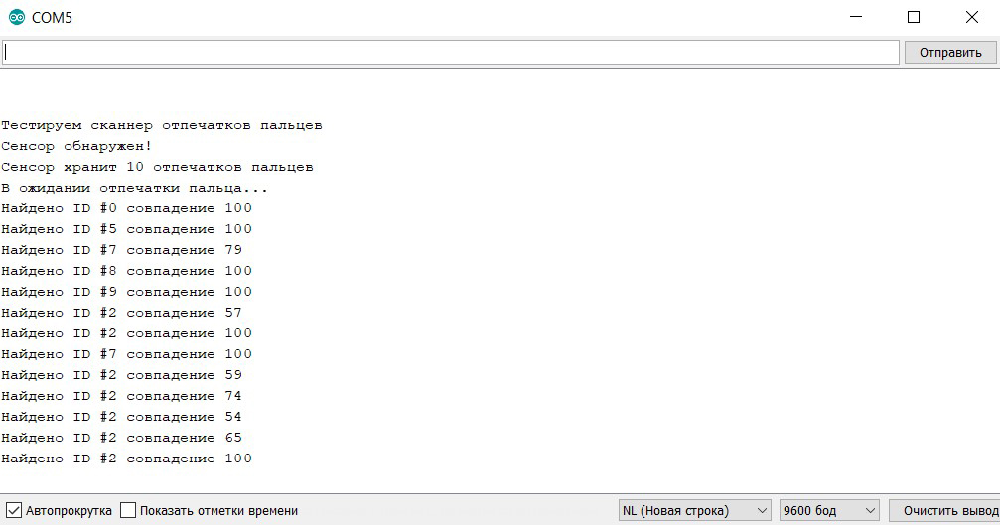 COM5
Отправить
Тестируем сканнер отпечатков пальцев
Сенсор обнаружен!
Сенсор хранит 10 отпечатков пальцев
В ожидании отпечатки пальца...
Найдено ID #0 совпадение 100
Найдено ID #5 совпадение 100
Найдено ID #7 совпадение 79
Найдено ID #8 совпадение 100
Найдено ID #9 совпадение 100
Найдено ID #2 совпадение 57
Найдено ID #2 совпадение 100
Найдено ID #7 совпадение 100
Найдено ID #2 совпадение 59
Найдено ID #2 совпадение 74
Найдено ID #2 совпадение 54
Найдено ID #2 совпадение 65
Найдено ID #2 совпадение 100
Автопрокрутка Показать отметки времени NL (Новая строка) 9600 бод Очистить вывод